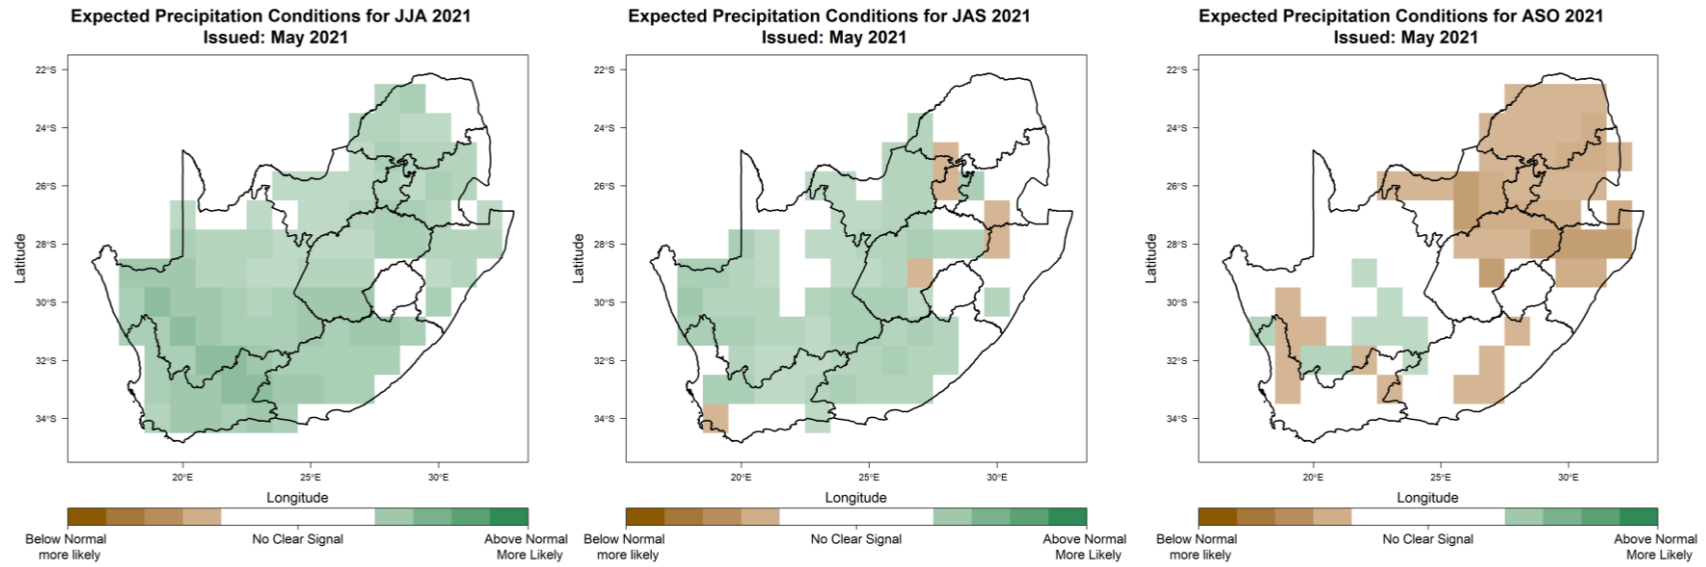 Expected Precipitation Conditions for JJA 2021
Issued: May 2021
22°S
24°S
26°S
28°S
30°S
32°S
34°S
Latitude
20°E
25°E
30°E
Longitude
Below Normal
more likely
No Clear Signal
Above Normal
More Likely
Expected Precipitation Conditions for JAS 2021
Issued: May 2021
22°S
24°S
26°S
28°S
30°S
32°S
34°S
Latitude
20°E
25°E
30°E
Longitude
Below Normal
more likely
No Clear Signal
Above Normal
More Likely
Expected Precipitation Conditions for ASO 2021
Issued: May 2021
22°S
24°S
26°S
28°S
30°S
32°S
34°S
Latitude
20°E
25°E
30°E
Longitude
Below Normal
more likely
No Clear Signal
Above Normal
More Likely